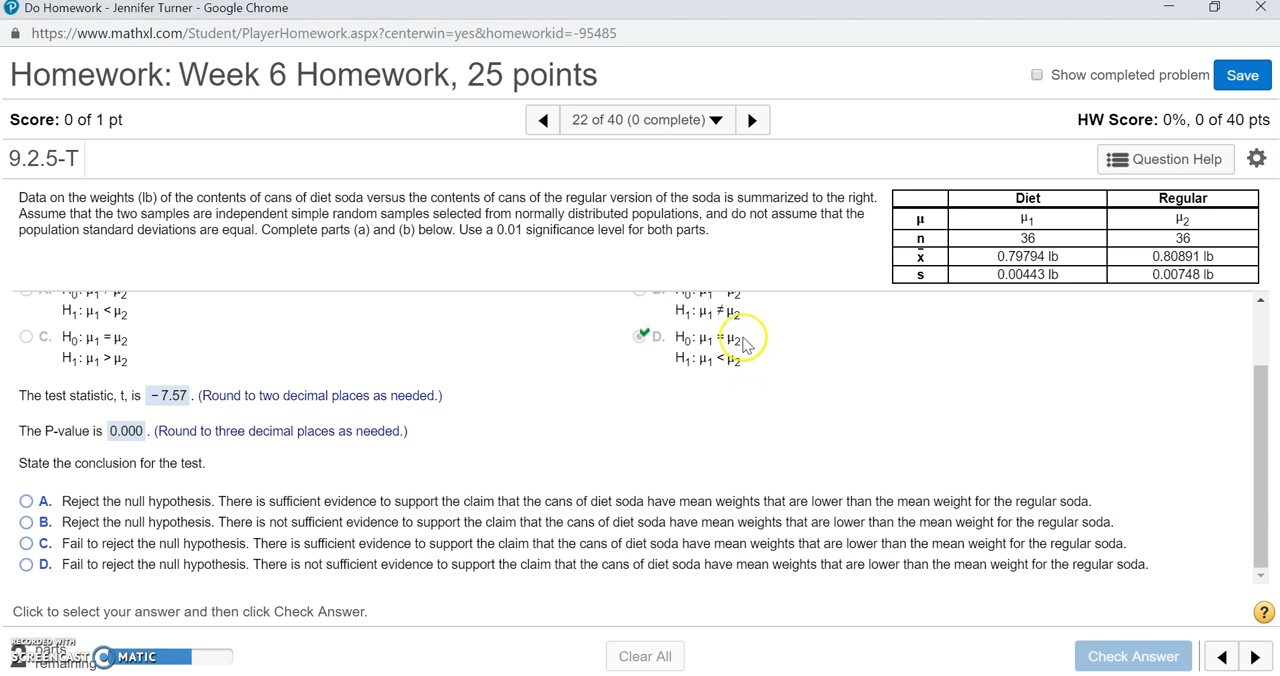 Do Homework - Jennifer Turner - Google Chrome
https://www.mathxl.com/Student/PlayerHomework.aspx?centerwin=yes&homeworkid=-95485
Homework: Week 6 Homework, 25 points
Show completed problem
Save
Score: 0 of 1 pt
22 of 40 (0 complete)
HW Score: 0%, 0 of 40 pts
9.2.5-T
Question Help
Data on the weights (lb) of the contents of cans of diet soda versus the contents of cans of the regular version of the soda is summarized to the right.
Assume that the two samples are independent simple random samples selected from normally distributed populations, and do not assume that the
population standard deviations are equal. Complete parts (a) and (b) below. Use a 0.01 significance level for both parts.
Diet Regular
μ μ₁ μ₂
n 36 36
x̄ 0.79794 lb 0.80891 lb
s 0.00443 lb 0.00748 lb
H₁: μ₁ < μ₂
H₁: μ₁ ≠ μ₂
C. H₀: μ₁ = μ₂
H₁: μ₁ > μ₂
D. H₀: μ₁ = μ₂
H₁: μ₁ < μ₂
The test statistic, t, is − 7.57 . (Round to two decimal places as needed.)
The P-value is 0.000 . (Round to three decimal places as needed.)
State the conclusion for the test.
A. Reject the null hypothesis. There is sufficient evidence to support the claim that the cans of diet soda have mean weights that are lower than the mean weight for the regular soda.
B. Reject the null hypothesis. There is not sufficient evidence to support the claim that the cans of diet soda have mean weights that are lower than the mean weight for the regular soda.
C. Fail to reject the null hypothesis. There is sufficient evidence to support the claim that the cans of diet soda have mean weights that are lower than the mean weight for the regular soda.
D. Fail to reject the null hypothesis. There is not sufficient evidence to support the claim that the cans of diet soda have mean weights that are lower than the mean weight for the regular soda.
Click to select your answer and then click Check Answer.
?
RECORDED WITH
SCREENCAST MATIC
2 parts
remaining
Clear All
Check Answer